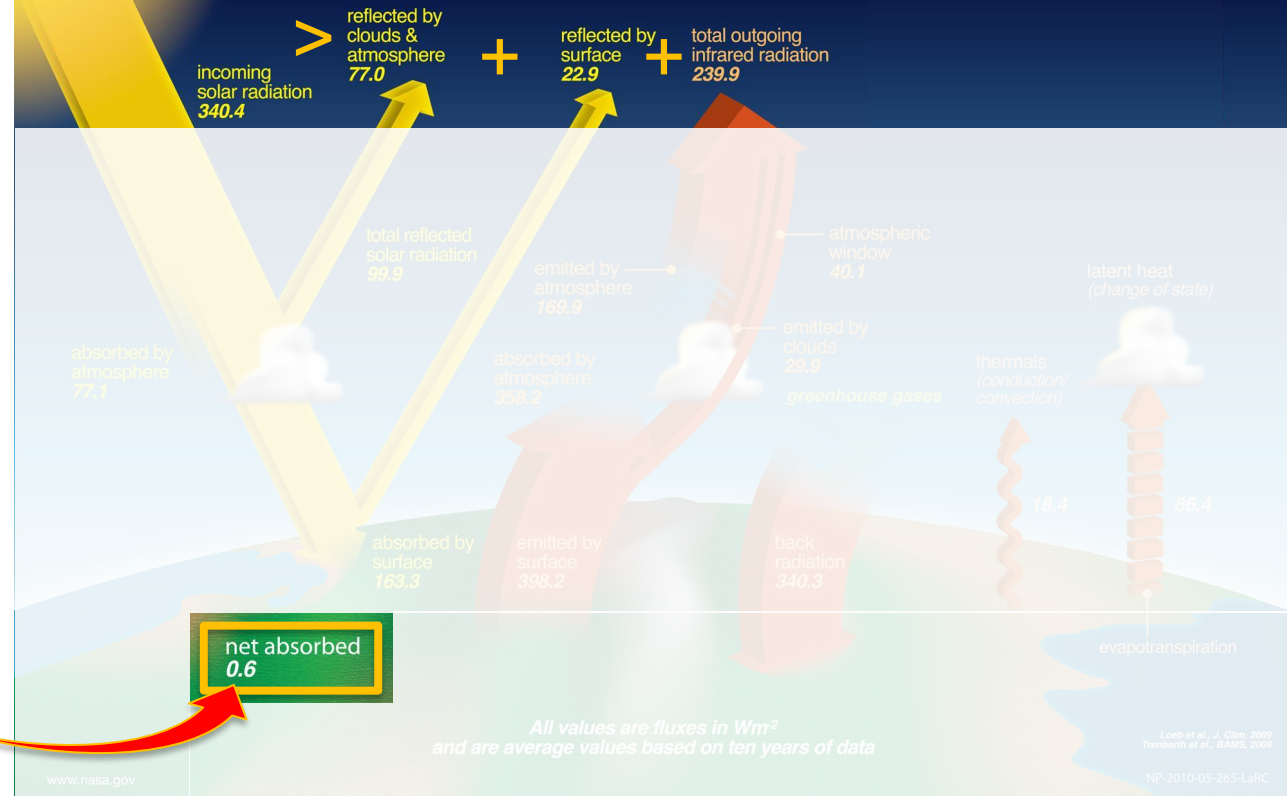 >
reflected by
clouds &
atmosphere
77.0
+
reflected by
surface
22.9
+
total outgoing
infrared radiation
239.9
incoming
solar radiation
340.4
total reflected
solar radiation
99.9
emitted by
atmosphere
169.9
atmospheric
window
40.1
latent heat
(change of state)
absorbed by
atmosphere
77.1
absorbed by
atmosphere
358.2
emitted by
clouds
29.9
greenhouse gases
thermals
(conduction/
convection)
18.4
86.4
absorbed by
surface
163.3
emitted by
surface
398.2
back
radiation
340.3
net absorbed
0.6
evapotranspiration
All values are fluxes in Wm-2
and are average values based on ten years of data
Loeb et al., J. Clim. 2009
Trenberth et al., BAMS, 2009
www.nasa.gov
NP-2010-05-265-LaRC